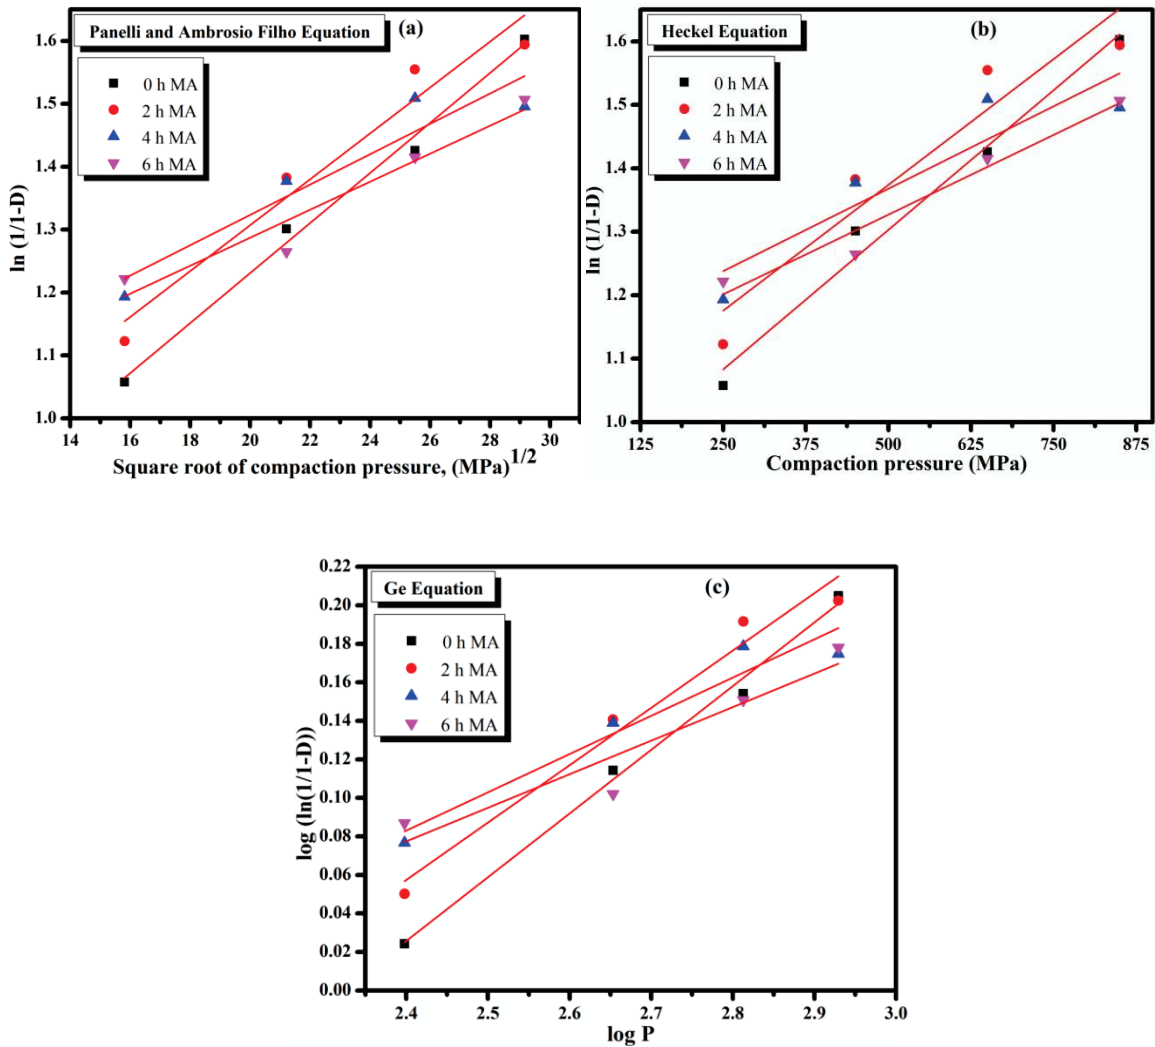 Panelli and Ambrosio Filho Equation
(a)
0 h MA
2 h MA
4 h MA
6 h MA
ln (1/1-D)
1.6
1.5
1.4
1.3
1.2
1.1
1.0
14 16 18 20 22 24 26 28 30
Square root of compaction pressure, (MPa)1/2
Heckel Equation
(b)
0 h MA
2 h MA
4 h MA
6 h MA
ln (1/1-D)
1.6
1.5
1.4
1.3
1.2
1.1
1.0
125 250 375 500 625 750 875
Compaction pressure (MPa)
Ge Equation
(c)
0 h MA
2 h MA
4 h MA
6 h MA
log (ln(1/1-D))
0.22
0.20
0.18
0.16
0.14
0.12
0.10
0.08
0.06
0.04
0.02
0.00
2.4 2.5 2.6 2.7 2.8 2.9 3.0
log P